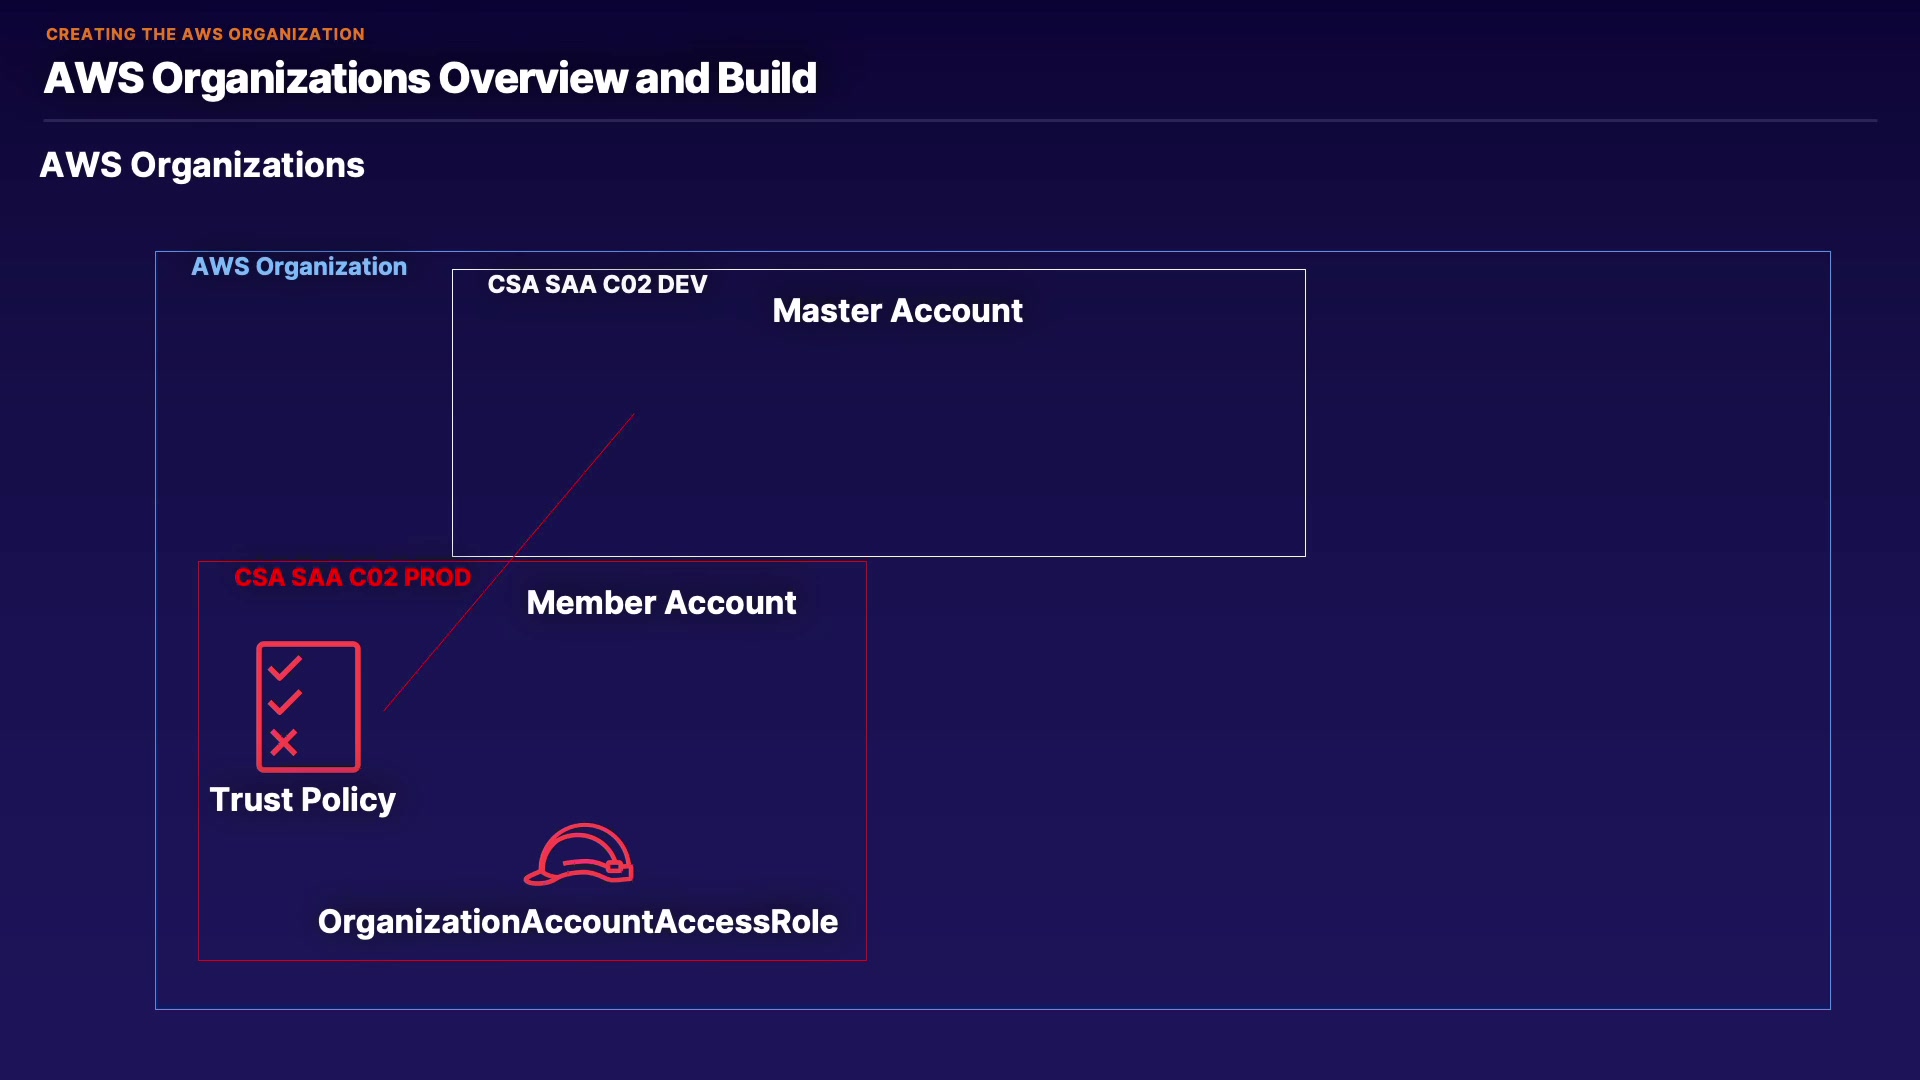 CREATING THE AWS ORGANIZATION
AWS Organizations Overview and Build
AWS Organizations
AWS Organization
CSA SAA C02 DEV
Master Account
CSA SAA C02 PROD
Member Account
Trust Policy
OrganizationAccountAccessRole